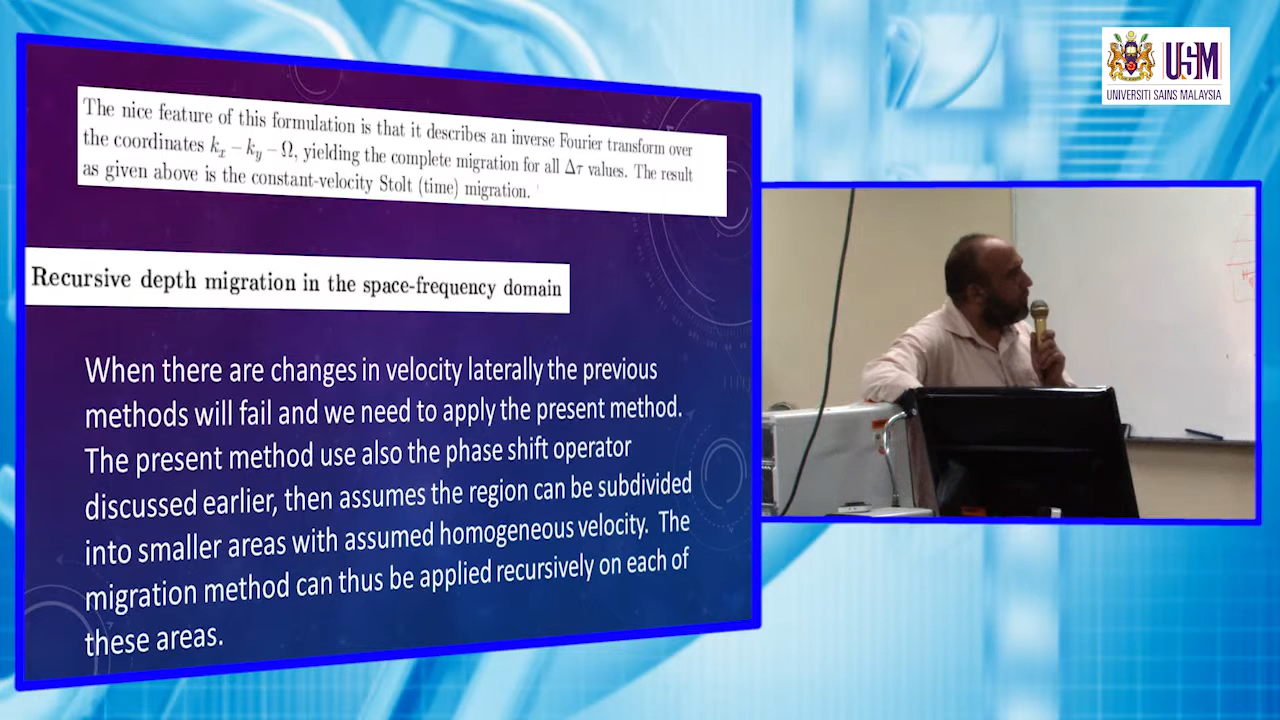 The nice feature of this formulation is that it describes an inverse Fourier transform over
the coordinates kₓ − k_y − Ω, yielding the complete migration for all Δτ values. The result
as given above is the constant-velocity Stolt (time) migration.
Recursive depth migration in the space-frequency domain
When there are changes in velocity laterally the previous
methods will fail and we need to apply the present method.
The present method use also the phase shift operator
discussed earlier, then assumes the region can be subdivided
into smaller areas with assumed homogeneous velocity. The
migration method can thus be applied recursively on each of
these areas.
USM
UNIVERSITI SAINS MALAYSIA